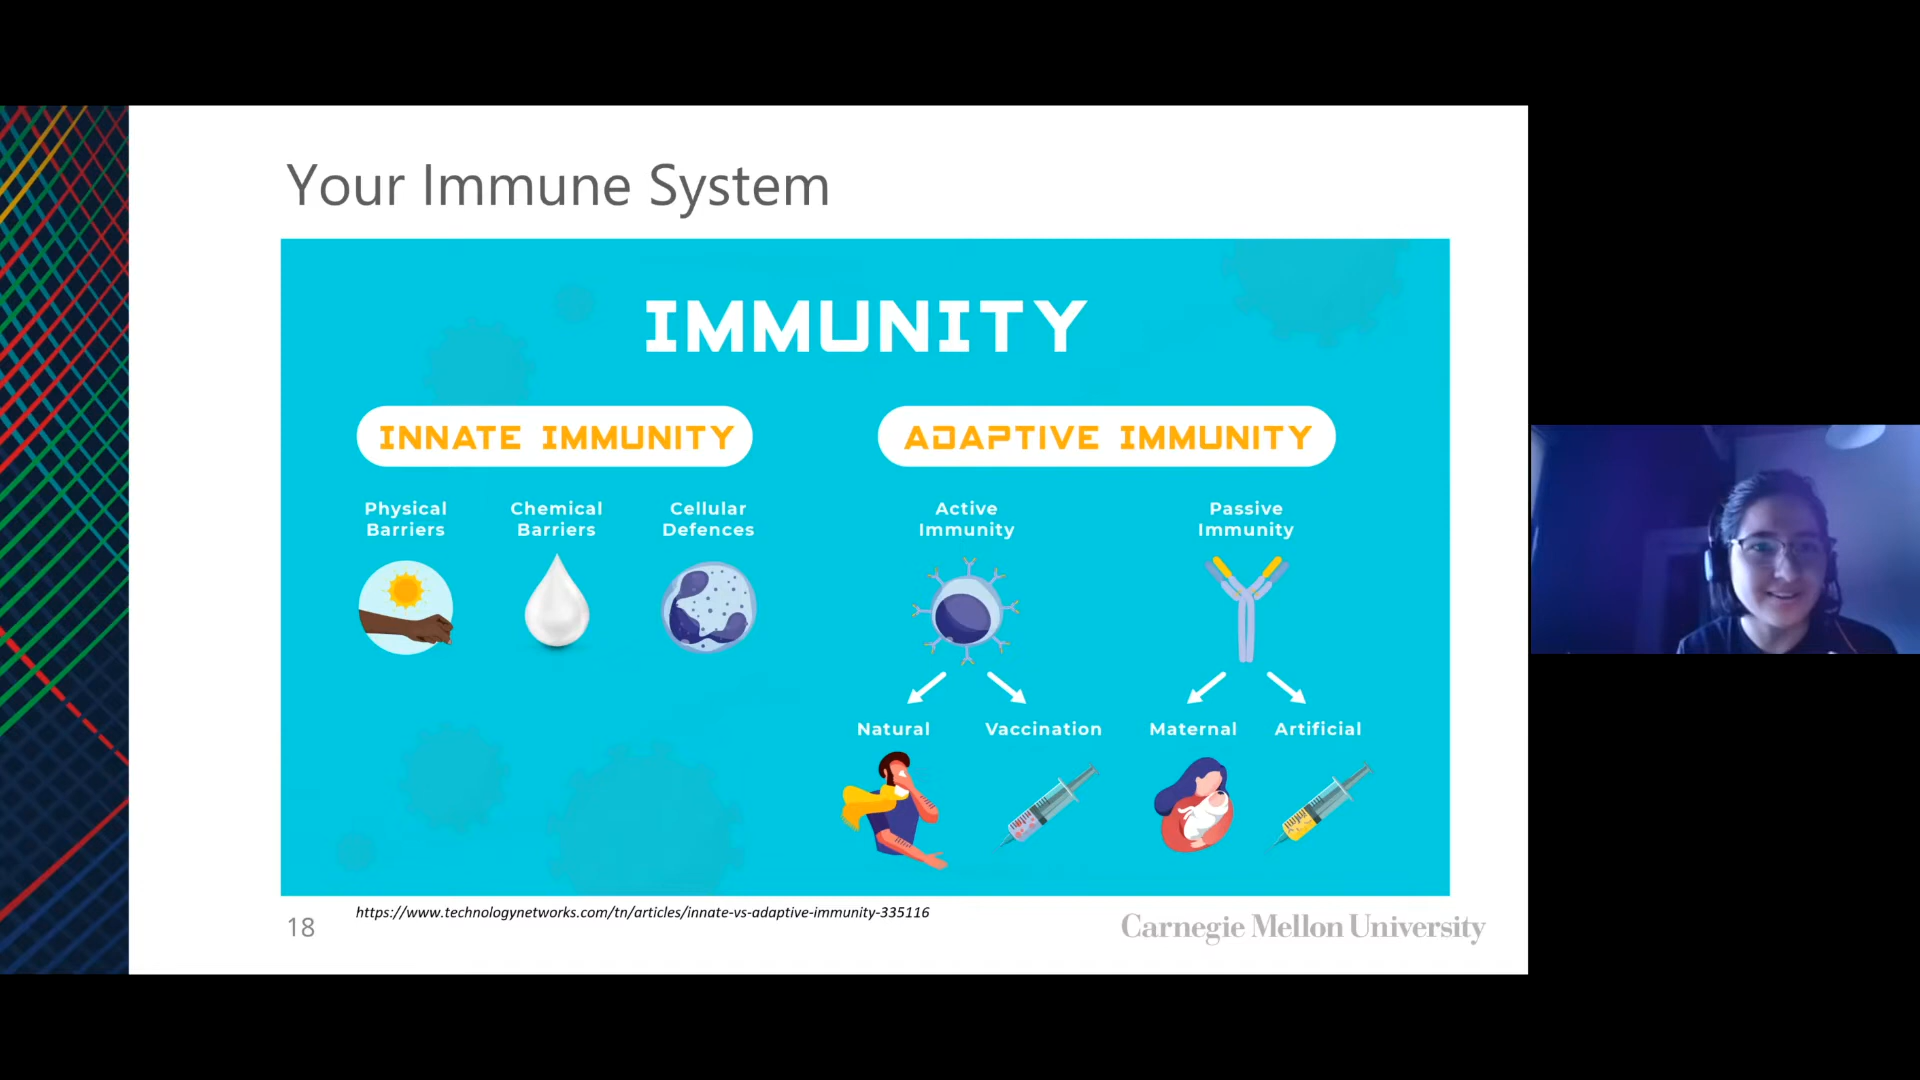 Your Immune System
IMMUNITY
INNATE IMMUNITY
ADAPTIVE IMMUNITY
Physical
Barriers
Chemical
Barriers
Cellular
Defences
Active
Immunity
Passive
Immunity
Natural
Vaccination
Maternal
Artificial
https://www.technologynetworks.com/tn/articles/innate-vs-adaptive-immunity-335116
18
Carnegie Mellon University